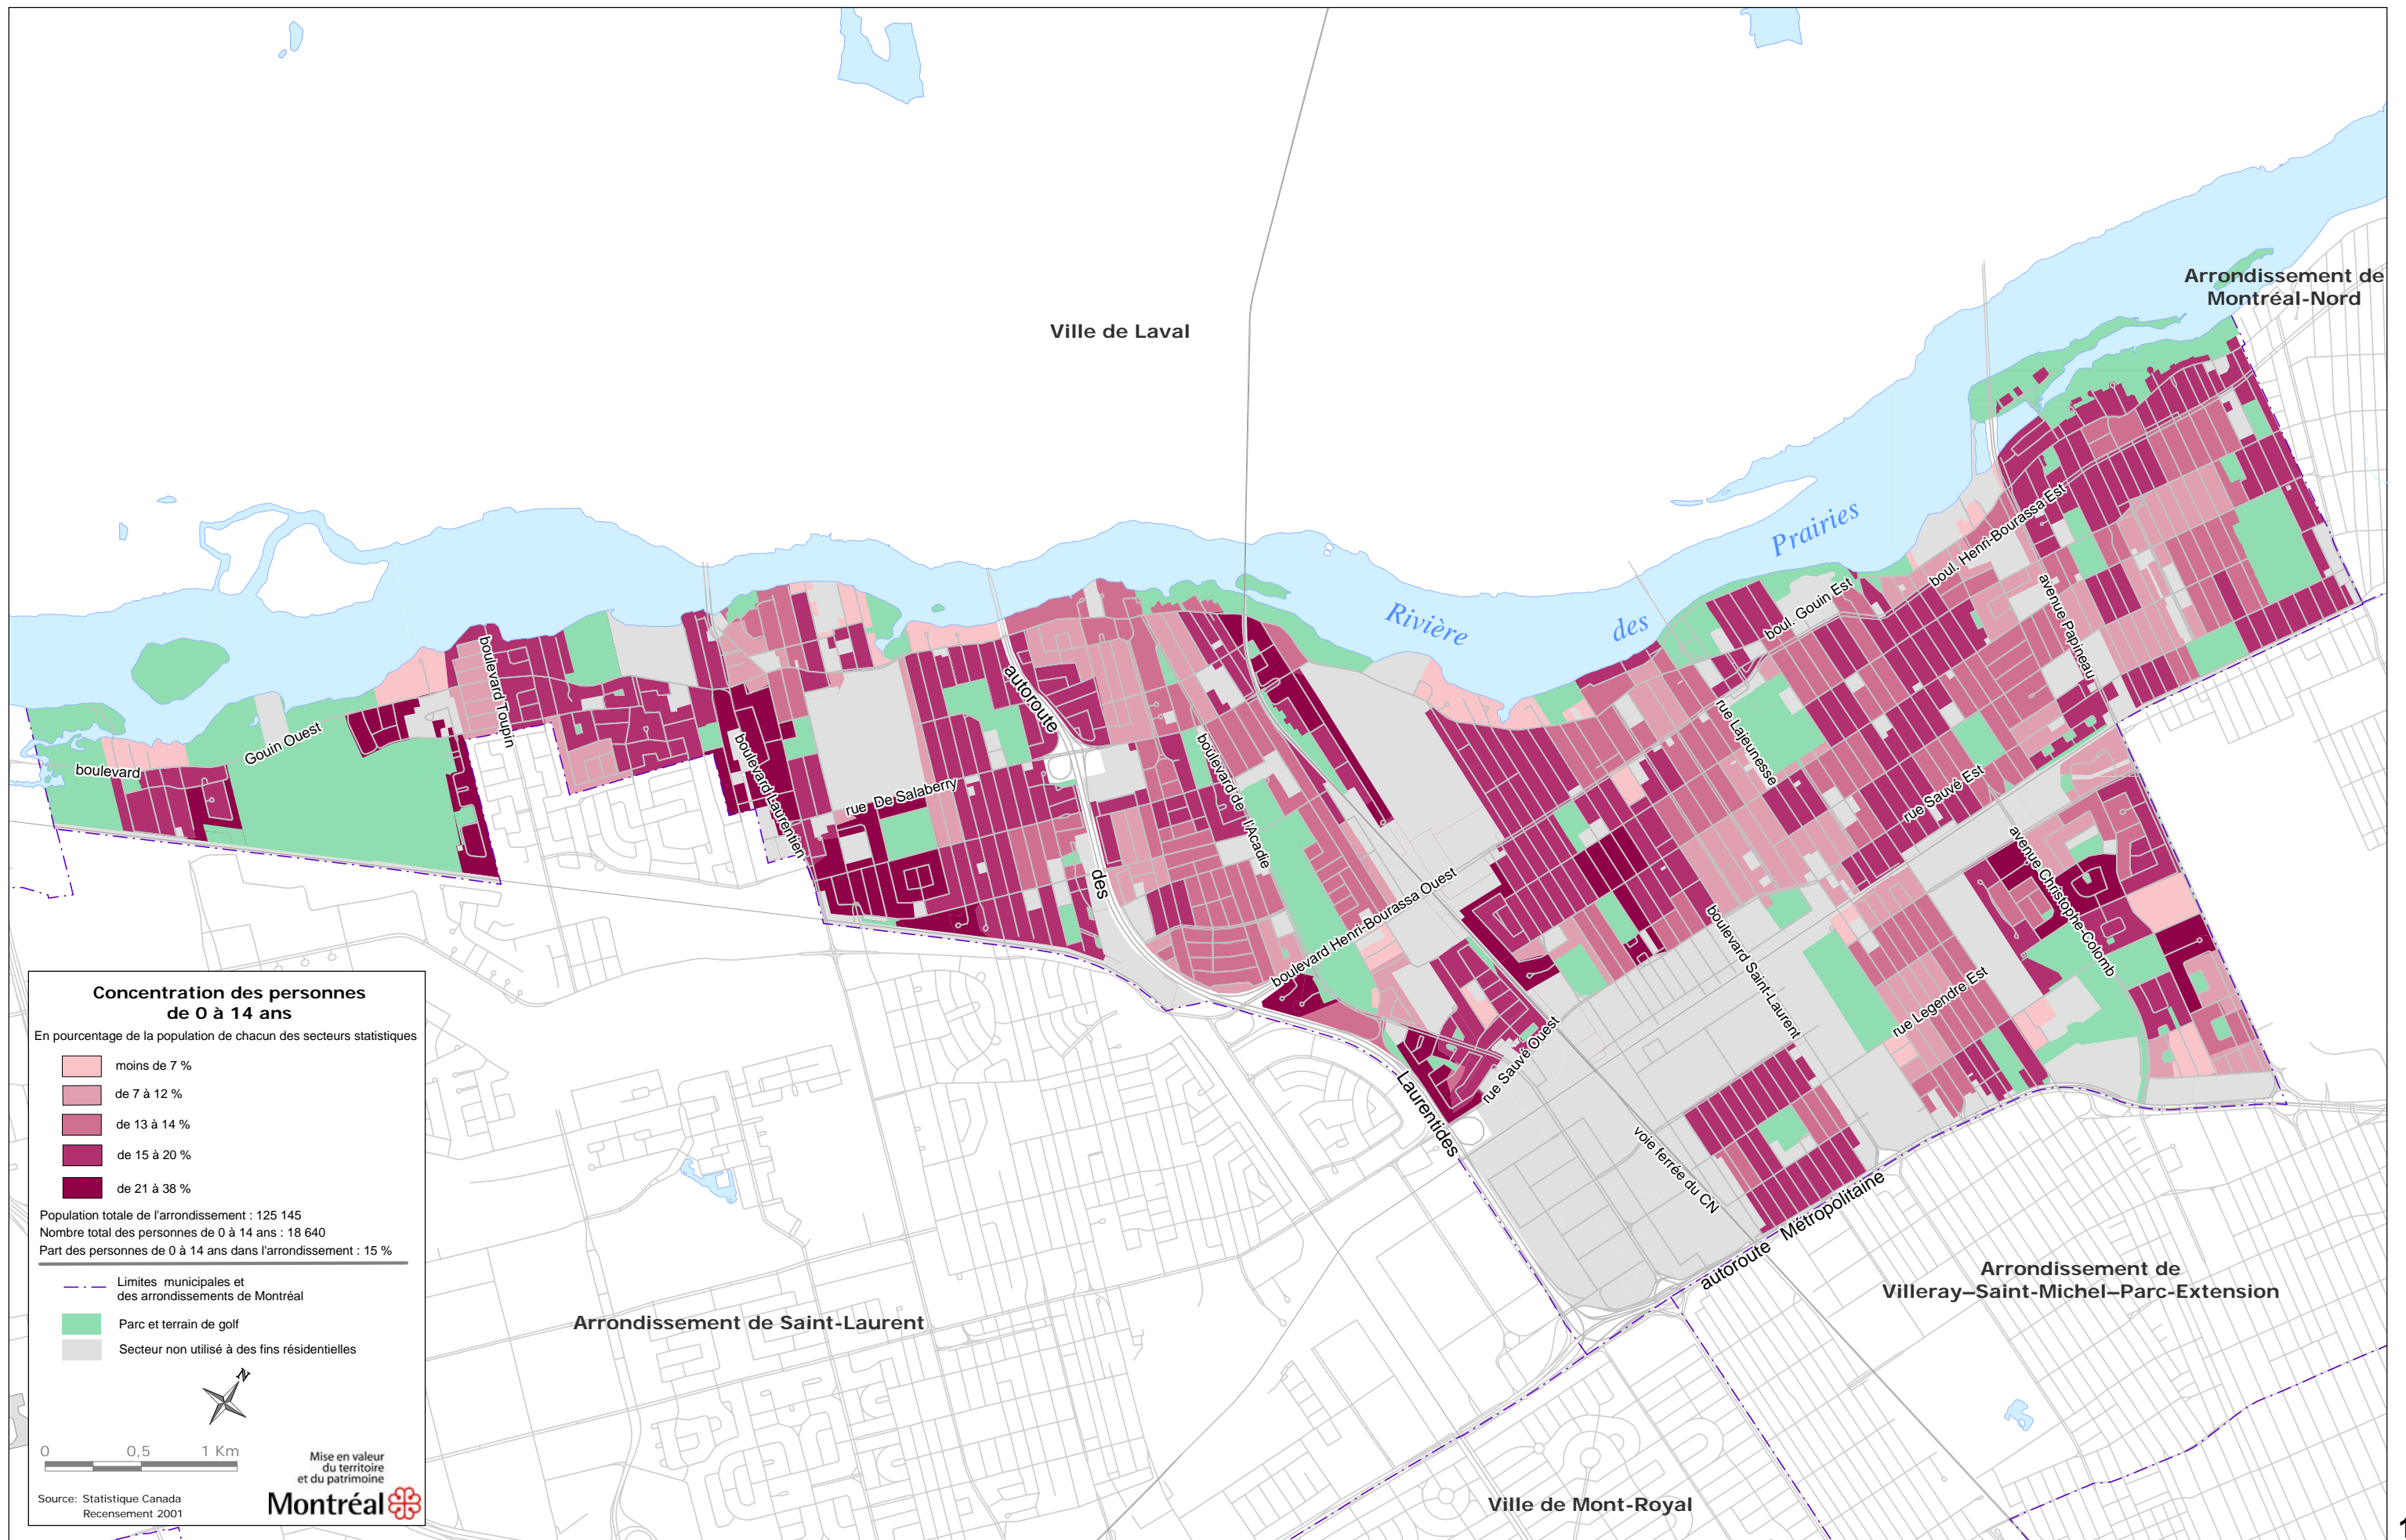 Ville de Laval
Arrondissement de
Montréal-Nord
Rivière
des
Prairies
boulevard
Gouin Ouest
boulevard Toupin
boulevard Laurentien
rue De Salaberry
autoroute
des
Laurentides
boulevard de l'Acadie
boulevard Henri-Bourassa Ouest
rue Sauvé Ouest
boul. Gouin Est
boul. Henri-Bourassa Est
rue Lajeunesse
avenue Papineau
rue Sauvé Est
avenue Christophe-Colomb
boulevard Saint-Laurent
rue Legendre Est
voie ferrée du CN
autoroute Métropolitaine
Arrondissement de Saint-Laurent
Arrondissement de
Villeray–Saint-Michel–Parc-Extension
Ville de Mont-Royal
Concentration des personnes
de 0 à 14 ans
En pourcentage de la population de chacun des secteurs statistiques
moins de 7 %
de 7 à 12 %
de 13 à 14 %
de 15 à 20 %
de 21 à 38 %
Population totale de l'arrondissement : 125 145
Nombre total des personnes de 0 à 14 ans : 18 640
Part des personnes de 0 à 14 ans dans l'arrondissement : 15 %
Limites municipales et
des arrondissements de Montréal
Parc et terrain de golf
Secteur non utilisé à des fins résidentielles
N
0 0,5 1 Km
Mise en valeur
du territoire
et du patrimoine
Montréal
Source: Statistique Canada
Recensement 2001